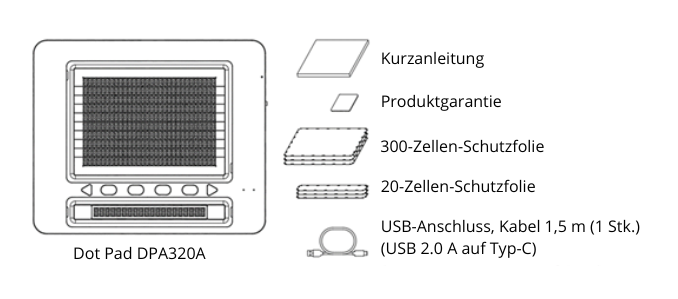 Kurzanleitung
Produktgarantie
300-Zellen-Schutzfolie
20-Zellen-Schutzfolie
USB-Anschluss, Kabel 1,5 m (1 Stk.)
(USB 2.0 A auf Typ-C)
Dot Pad DPA320A